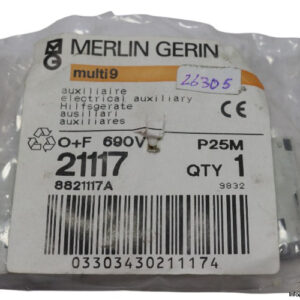 MERLIN GERIN
multi9
26305
auxiliaire
electrical auxiliary
Hilfsgeräte
ausiliari
auxiliares
CE
O+F 690V P25M
21117 QTY 1
8821117A 9832
03303430211174